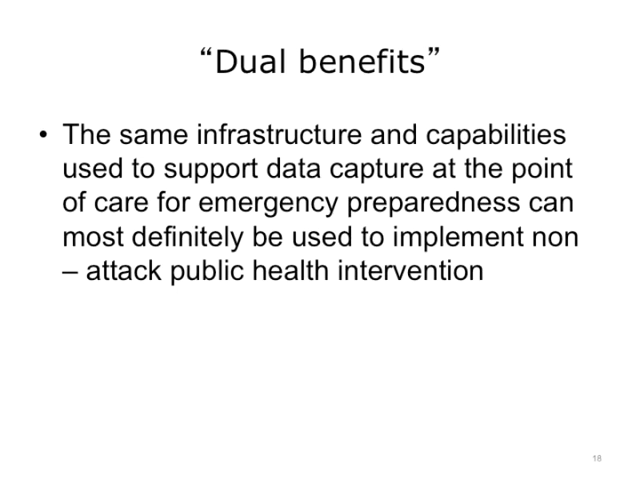 “Dual benefits”
• The same infrastructure and capabilities
used to support data capture at the point
of care for emergency preparedness can
most definitely be used to implement non
– attack public health intervention
18